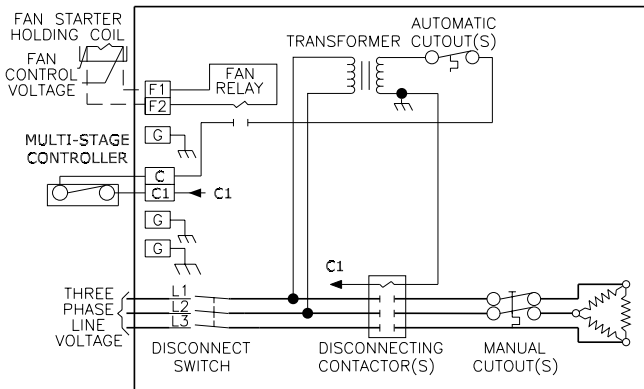 FAN STARTER
HOLDING COIL
FAN
CONTROL
VOLTAGE
AUTOMATIC
CUTOUT(S)
TRANSFORMER
F1
F2
FAN
RELAY
G
MULTI-STAGE
CONTROLLER
C
C1
C1
G
G
C1
THREE
PHASE
LINE
VOLTAGE
L1
L2
L3
DISCONNECT
SWITCH
DISCONNECTING
CONTACTOR(S)
MANUAL
CUTOUT(S)